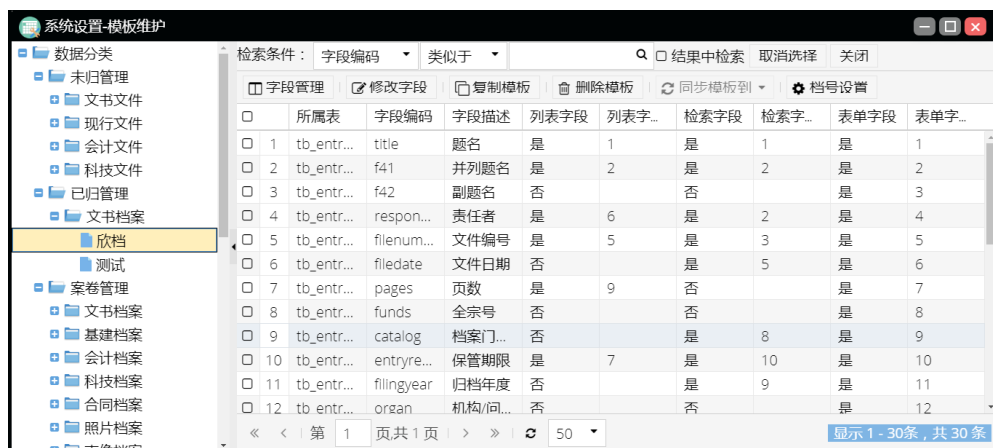 系统设置-模板维护
数据分类
未归管理
文书文件
现行文件
会计文件
科技文件
已归管理
文书档案
欣档
测试
案卷管理
文书档案
基建档案
会计档案
科技档案
合同档案
照片档案
检索条件： 字段编码 类似于 结果中检索 取消选择 关闭
字段管理 修改字段 复制模板 删除模板 同步模板到 档号设置
所属表 字段编码 字段描述 列表字段 列表字... 检索字段 检索字... 表单字段 表单字...
1 tb_entr... title 题名 是 1 是 1 是 1
2 tb_entr... f41 并列题名 是 2 是 2 是 2
3 tb_entr... f42 副题名 否 否 是 3
4 tb_entr... respon... 责任者 是 6 是 2 是 4
5 tb_entr... filenum... 文件编号 是 5 是 3 是 5
6 tb_entr... filedate 文件日期 否 是 5 是 6
7 tb_entr... pages 页数 是 9 否 是 7
8 tb_entr... funds 全宗号 否 否 是 8
9 tb_entr... catalog 档案门... 否 是 8 是 9
10 tb_entr... entryre... 保管期限 是 7 是 10 是 10
11 tb_entr... filingyear 归档年度 否 是 9 是 11
12 tb_entr... organ 机构/问... 否 否 是 12
第 1 页,共 1 页 50 显示 1 - 30条，共 30 条